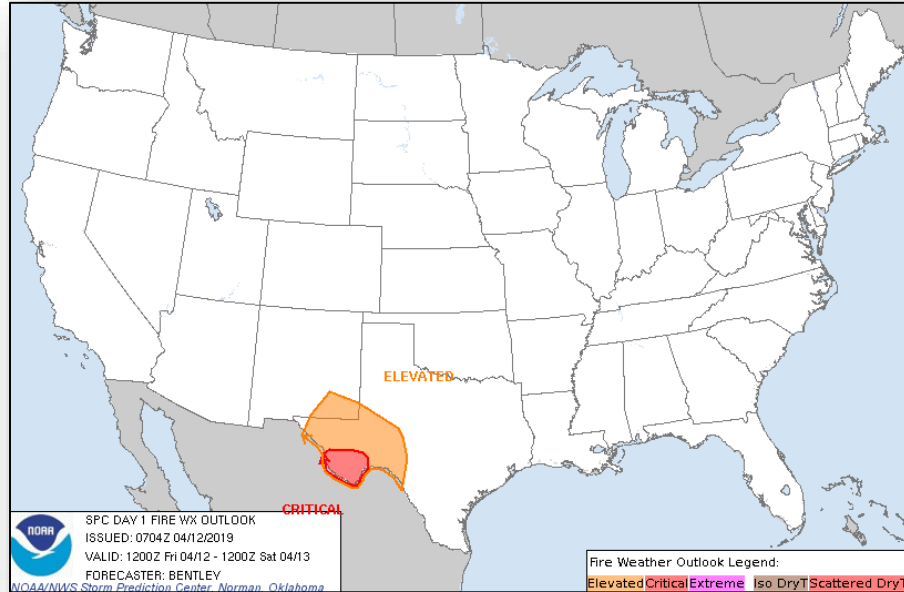 ELEVATED
CRITICAL
NOAA
SPC DAY 1 FIRE WX OUTLOOK
ISSUED: 0704Z 04/12/2019
VALID: 1200Z Fri 04/12 - 1200Z Sat 04/13
FORECASTER: BENTLEY
NOAA/NWS Storm Prediction Center, Norman, Oklahoma
Fire Weather Outlook Legend:
Elevated Critical Extreme Iso DryT Scattered DryT